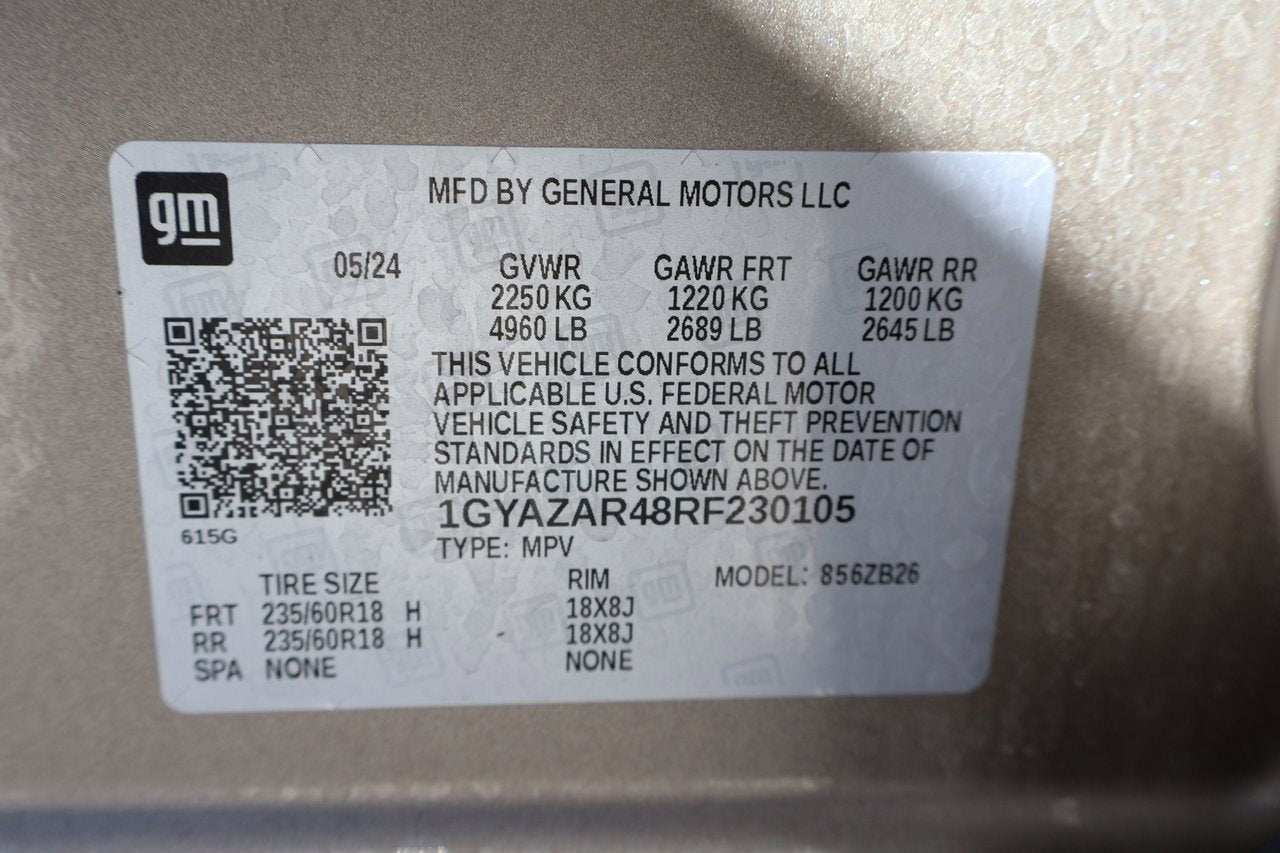 gm
MFD BY GENERAL MOTORS LLC
05/24 GVWR GAWR FRT GAWR RR
2250 KG 1220 KG 1200 KG
4960 LB 2689 LB 2645 LB
THIS VEHICLE CONFORMS TO ALL
APPLICABLE U.S. FEDERAL MOTOR
VEHICLE SAFETY AND THEFT PREVENTION
STANDARDS IN EFFECT ON THE DATE OF
MANUFACTURE SHOWN ABOVE.
1GYAZAR48RF230105
615G
TYPE: MPV
TIRE SIZE RIM MODEL: 856ZB26
FRT 235/60R18 H 18X8J
RR 235/60R18 H 18X8J
SPA NONE NONE